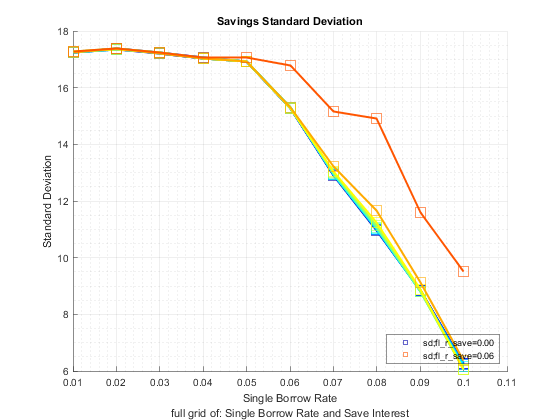 Savings Standard Deviation
18
16
14
12
10
8
6
Standard Deviation
sd;fl_r_save=0.00
sd;fl_r_save=0.06
0.01 0.02 0.03 0.04 0.05 0.06 0.07 0.08 0.09 0.1 0.11
Single Borrow Rate
full grid of: Single Borrow Rate and Save Interest